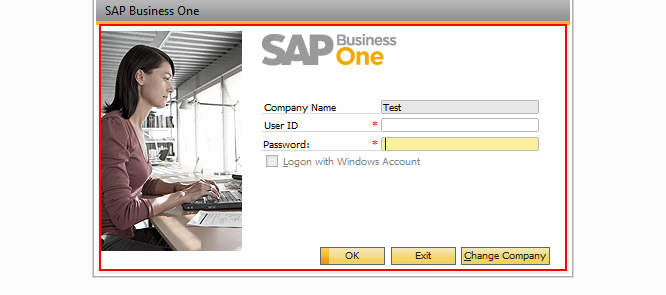 SAP Business One
SAP Business
One
Company Name Test
User ID *
Password: *
Logon with Windows Account
OK Exit Change Company